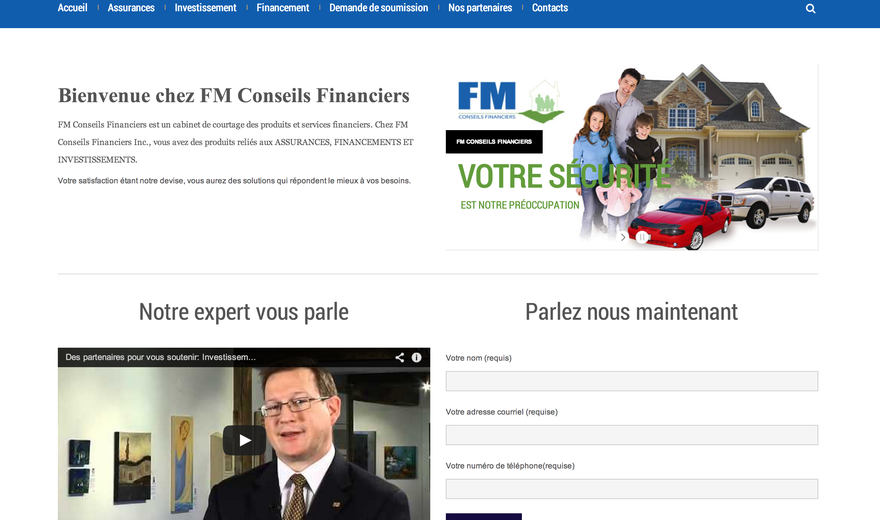 Accueil
Assurances
Investissement
Financement
Demande de soumission
Nos partenaires
Contacts
Bienvenue chez FM Conseils Financiers
FM Conseils Financiers est un cabinet de courtage des produits et services financiers. Chez FM
Conseils Financiers Inc., vous avez des produits reliés aux ASSURANCES, FINANCEMENTS ET
INVESTISSEMENTS.
Votre satisfaction étant notre devise, vous aurez des solutions qui répondent le mieux à vos besoins.
FM
CONSEILS FINANCIERS
FM CONSEILS FINANCIERS
VOTRE SÉCURITÉ
EST NOTRE PRÉOCCUPATION
Notre expert vous parle
Des partenaires pour vous soutenir: Investissem...
Parlez nous maintenant
Votre nom (requis)
Votre adresse courriel (requise)
Votre numéro de téléphone(requise)